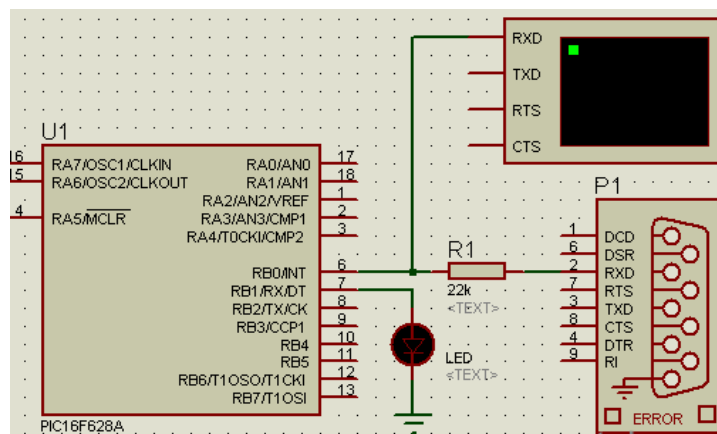 RXD
TXD
RTS
CTS
U1
16 RA7/OSC1/CLKIN RA0/AN0 17
15 RA6/OSC2/CLKOUT RA1/AN1 18
RA2/AN2/VREF 1
4 RA5/MCLR RA3/AN3/CMP1 2
RA4/T0CKI/CMP2 3
RB0/INT 6
RB1/RX/DT 7
RB2/TX/CK 8
RB3/CCP1 9
RB4 10
RB5 11
RB6/T1OSO/T1CKI 12
RB7/T1OSI 13
PIC16F628A
R1
22k
<TEXT>
LED
<TEXT>
P1
1 DCD
6 DSR
2 RXD
7 RTS
3 TXD
8 CTS
4 DTR
9 RI
ERROR